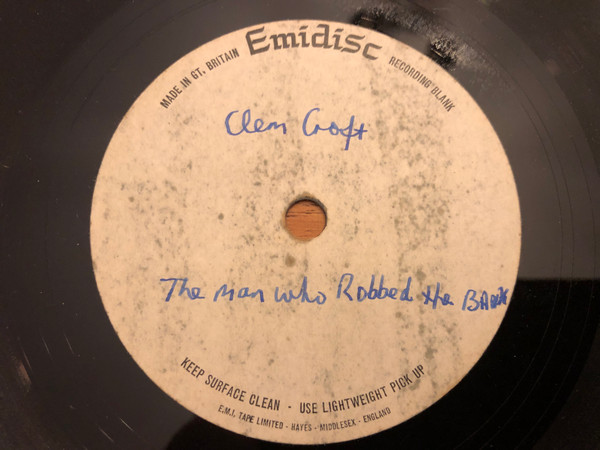 Emidisc
MADE IN GT. BRITAIN
RECORDING BLANK
Clem Croft
The man who Robbed the BANK
KEEP SURFACE CLEAN · USE LIGHTWEIGHT PICK UP
E.M.I. TAPE LIMITED · HAYES · MIDDLESEX · ENGLAND